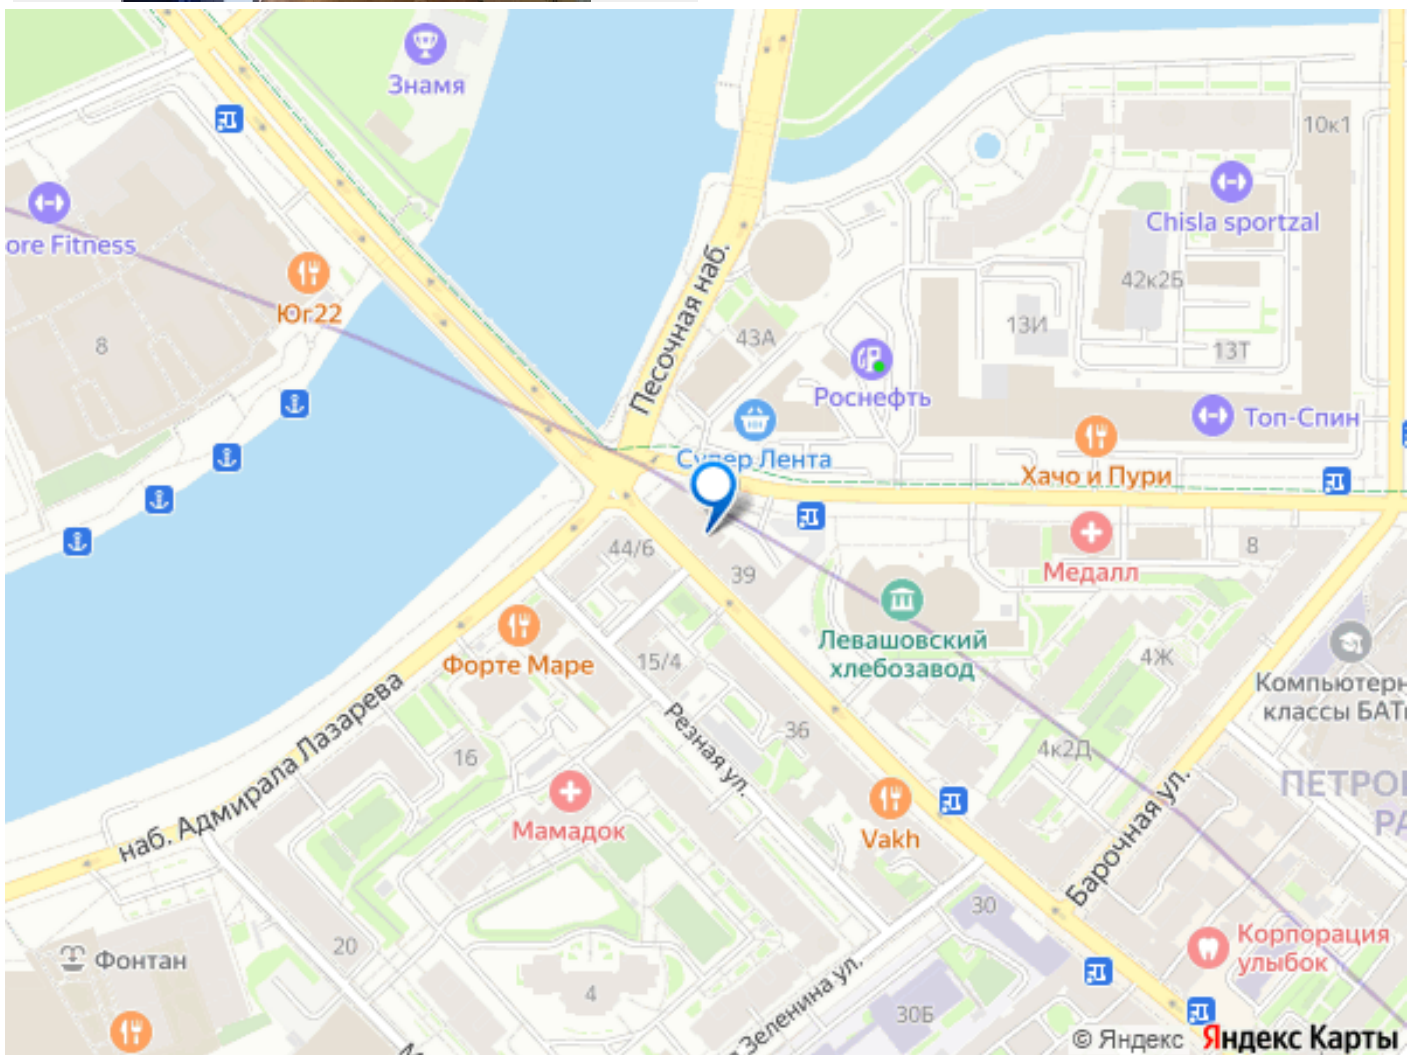 Знамя
10к1
ore Fitness
Chisla sportzal
Юг22
42к2Б
8
Песочная наб.
43А
13И
13Т
Роснефть
Топ-Спин
Супер Лента
Хачо и Пури
44/6
39
8
Медалл
Левашовский
хлебозавод
Форте Маре
15/4
4Ж
Компьютерн
классы БАТ
наб. Адмирала Лазарева
Резная ул.
36
16
4к2Д
Барочная ул.
ПЕТРО
РА
Мамадок
Vakh
30
20
Фонтан
Корпорация
улыбок
4
Зеленина ул.
30Б
© Яндекс Яндекс Карты